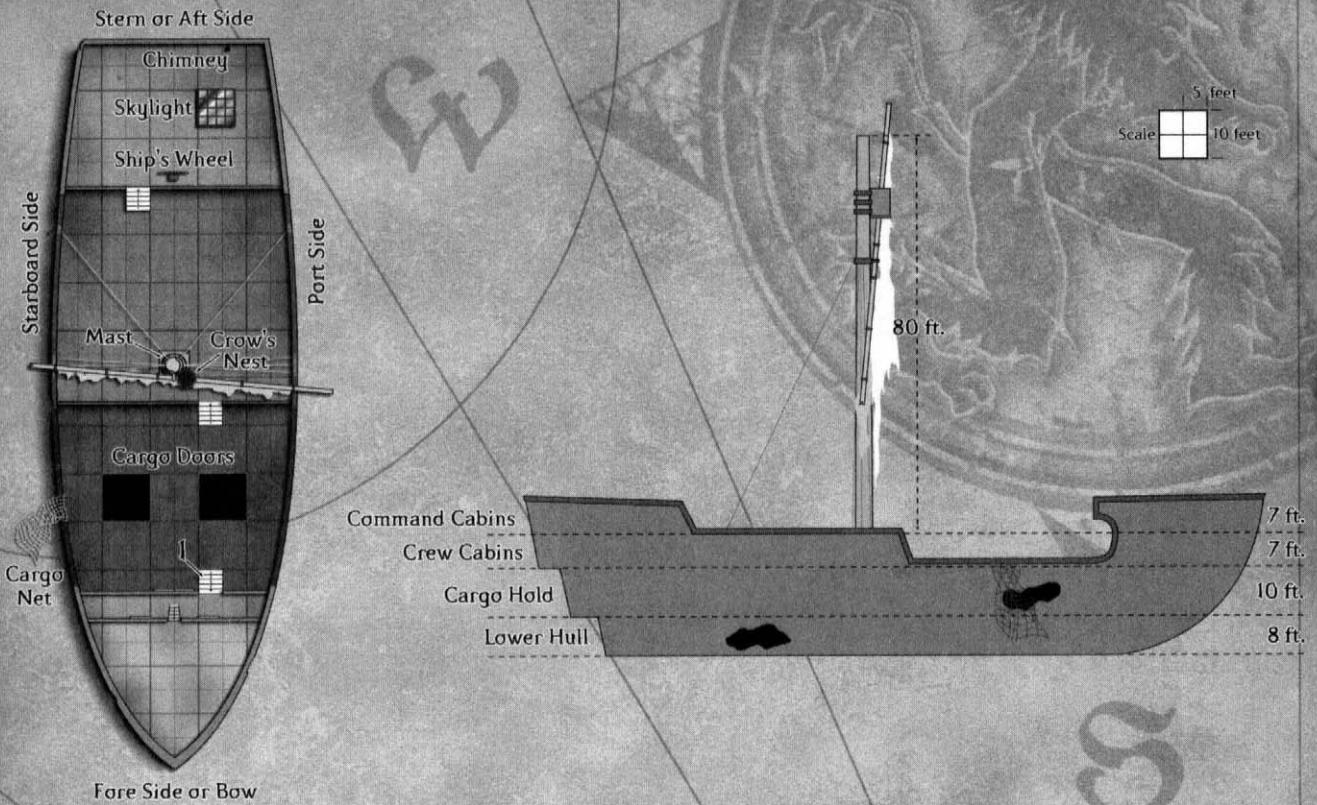 Stern or Aft Side
Chimney
Skylight
Ship's Wheel
Starboard Side
Port Side
Mast
Crow's
Nest
Cargo Doors
1
Cargo
Net
Fore Side or Bow
W
5 feet
Scale
10 feet
80 ft.
Command Cabins
7 ft.
Crew Cabins
7 ft.
Cargo Hold
10 ft.
Lower Hull
8 ft.
S